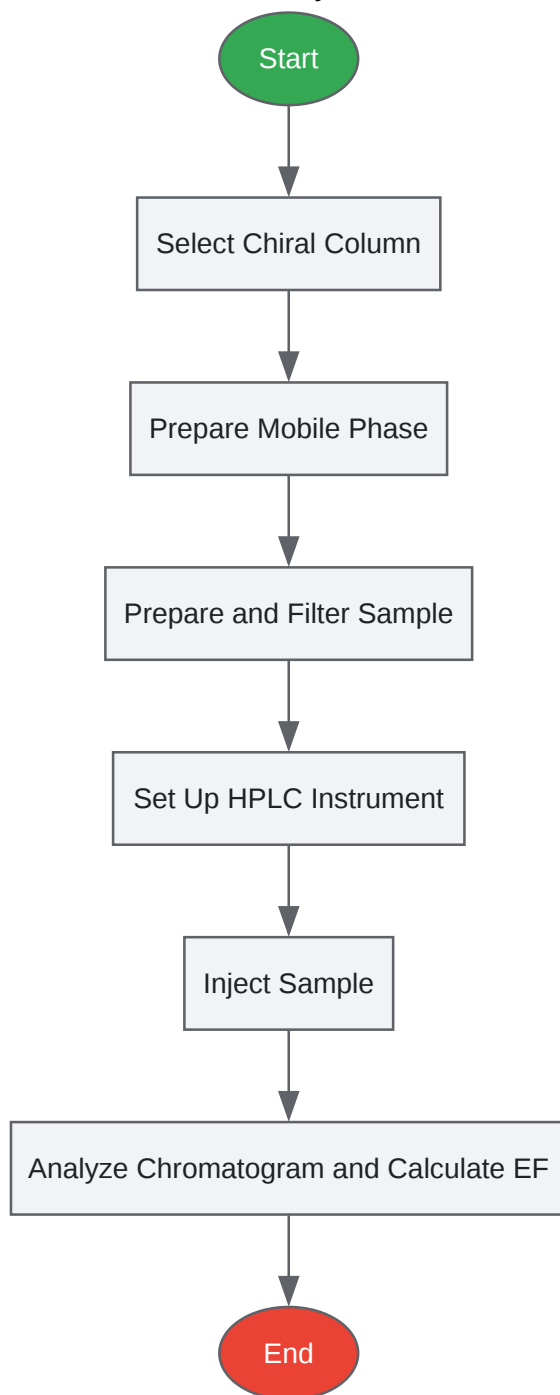 Start
Select Chiral Column
Prepare Mobile Phase
Prepare and Filter Sample
Set Up HPLC Instrument
Inject Sample
Analyze Chromatogram and Calculate EF
End